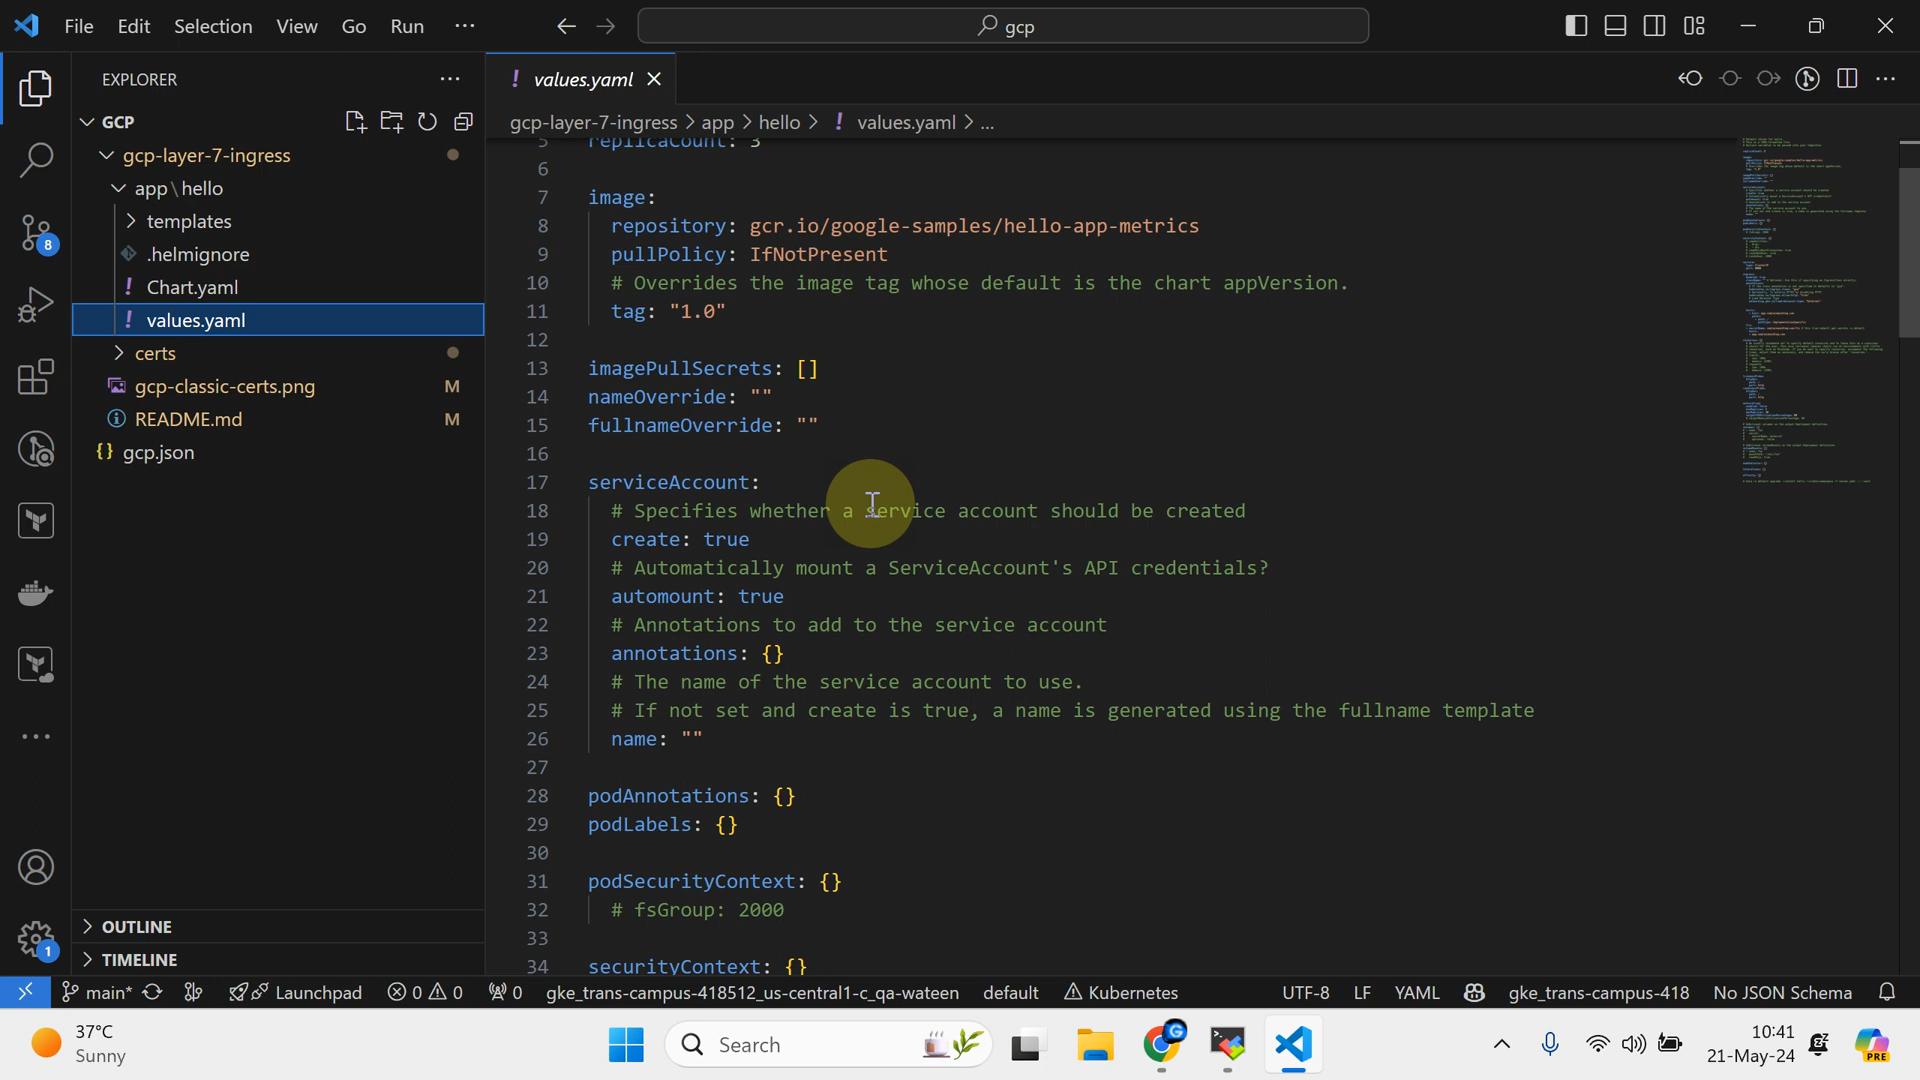 File Edit Selection View Go Run ···
gcp
EXPLORER
values.yaml
GCP
gcp-layer-7-ingress > app > hello > ! values.yaml > ...
gcp-layer-7-ingress
app \ hello
templates
.helmignore
! Chart.yaml
! values.yaml
certs
gcp-classic-certs.png M
README.md M
{} gcp.json
8
OUTLINE
TIMELINE
1
5 replicaCount: 3
6
7 image:
8 repository: gcr.io/google-samples/hello-app-metrics
9 pullPolicy: IfNotPresent
10 # Overrides the image tag whose default is the chart appVersion.
11 tag: "1.0"
12
13 imagePullSecrets: []
14 nameOverride: ""
15 fullnameOverride: ""
16
17 serviceAccount:
18 # Specifies whether a service account should be created
19 create: true
20 # Automatically mount a ServiceAccount's API credentials?
21 automount: true
22 # Annotations to add to the service account
23 annotations: {}
24 # The name of the service account to use.
25 # If not set and create is true, a name is generated using the fullname template
26 name: ""
27
28 podAnnotations: {}
29 podLabels: {}
30
31 podSecurityContext: {}
32 # fsGroup: 2000
33
34 securityContext: {}
main* Launchpad 0 0 0 gke_trans-campus-418512_us-central1-c_qa-wateen default Kubernetes UTF-8 LF YAML gke_trans-campus-418 No JSON Schema
37°C
Sunny
Search
10:41
21-May-24
PRE